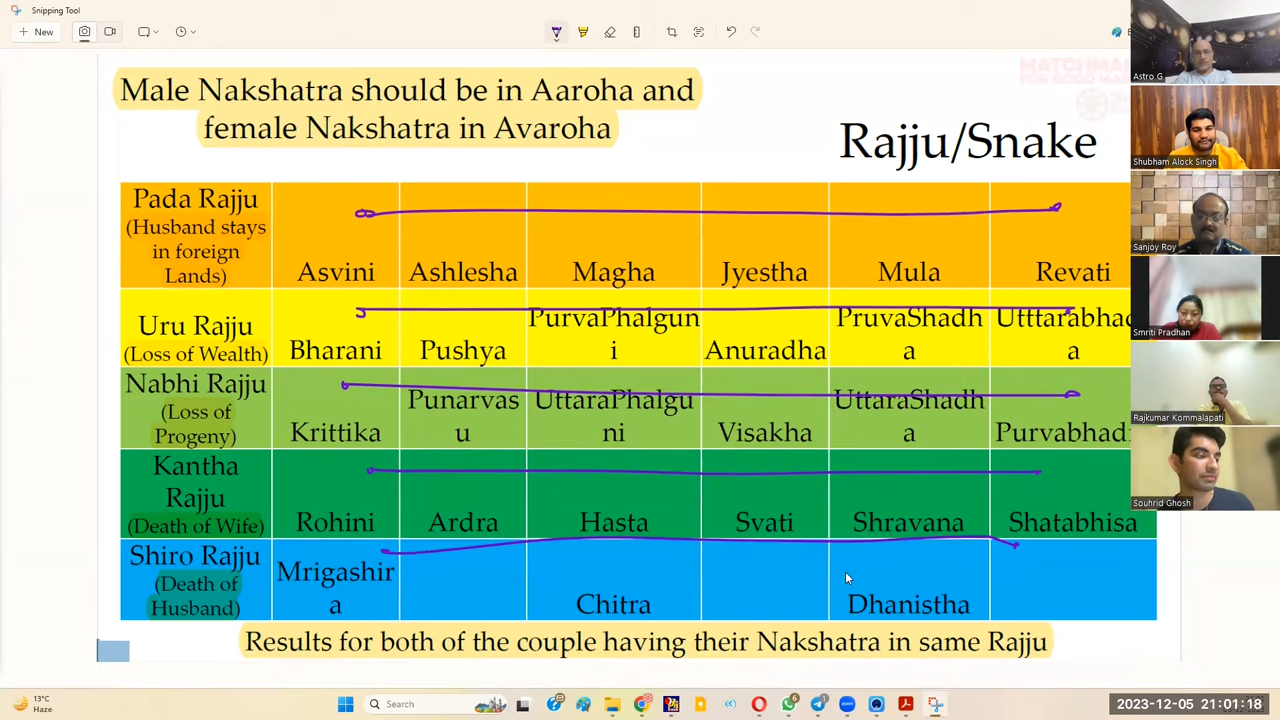 Snipping Tool
New
Male Nakshatra should be in Aaroha and
female Nakshatra in Avaroha
MATCHMAK
FOR GOOD MA
Rajju/Snake
Pada Rajju
(Husband stays
in foreign
Lands)
Asvini
Ashlesha
Magha
Jyestha
Mula
Revati
Uru Rajju
(Loss of Wealth)
Bharani
Pushya
PurvaPhalgun
i
Anuradha
PruvaShadh
a
Utttarabhad
a
Nabhi Rajju
(Loss of
Progeny)
Krittika
Punarvas
u
UttaraPhalgu
ni
Visakha
UttaraShadh
a
Purvabhad
Kantha
Rajju
(Death of Wife)
Rohini
Ardra
Hasta
Svati
Shravana
Shatabhisa
Shiro Rajju
(Death of
Husband)
Mrigashir
a
Chitra
Dhanistha
Results for both of the couple having their Nakshatra in same Rajju
Astro G
Shubham Alock Singh
Sanjoy Roy
Smriti Pradhan
Rajkumar Kommalapati
Souhrid Ghosh
13°C
Haze
Search
2023-12-05 21:01:18